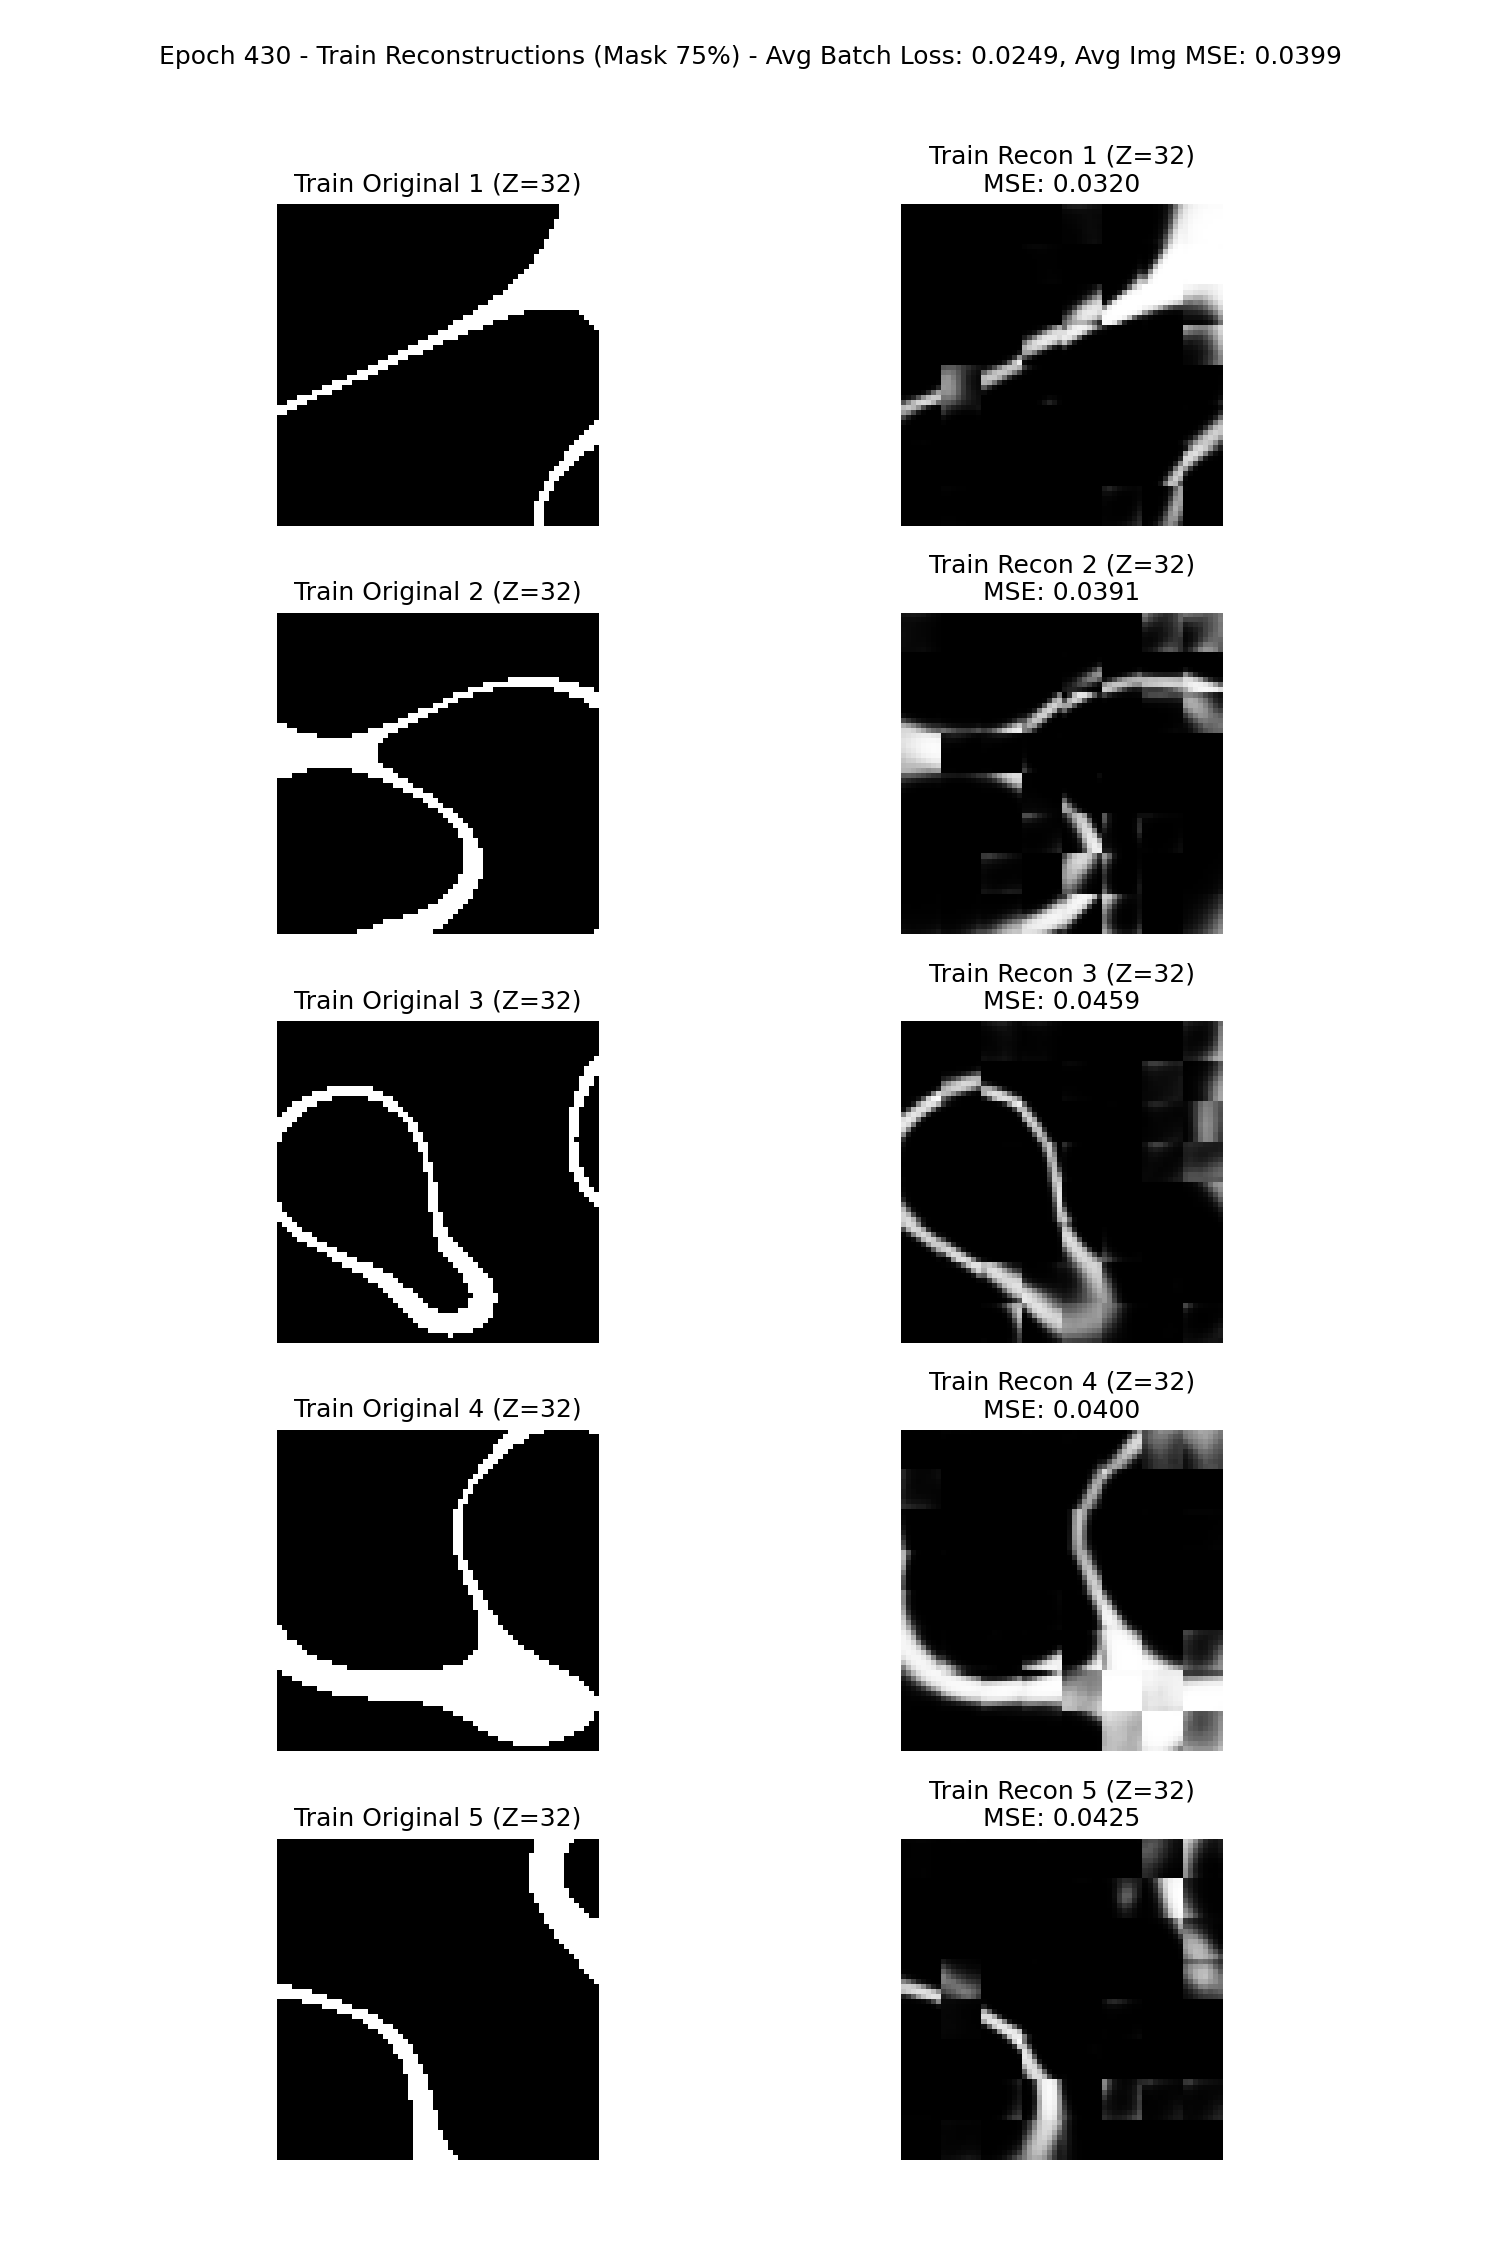 Epoch 430 - Train Reconstructions (Mask 75%) - Avg Batch Loss: 0.0249, Avg Img MSE: 0.0399
Train Original 1 (Z=32)
Train Recon 1 (Z=32)
MSE: 0.0320
Train Original 2 (Z=32)
Train Recon 2 (Z=32)
MSE: 0.0391
Train Original 3 (Z=32)
Train Recon 3 (Z=32)
MSE: 0.0459
Train Original 4 (Z=32)
Train Recon 4 (Z=32)
MSE: 0.0400
Train Original 5 (Z=32)
Train Recon 5 (Z=32)
MSE: 0.0425